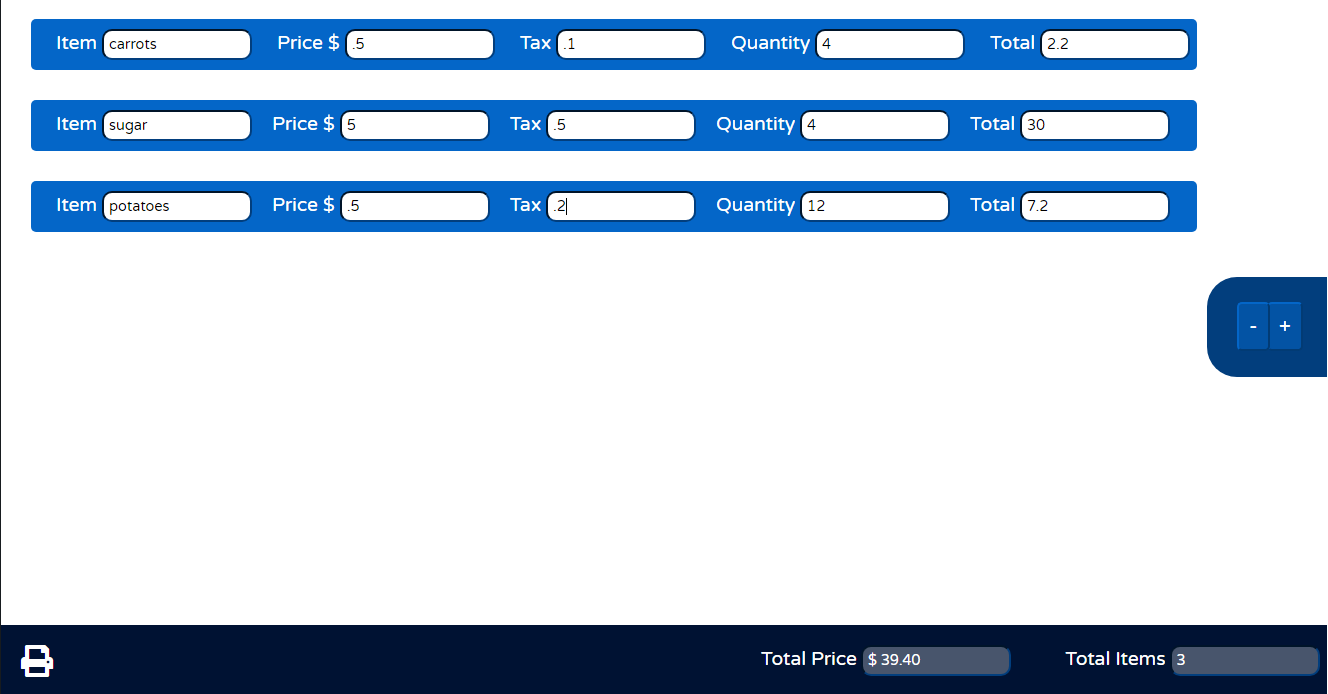 Item carrots Price $ .5 Tax .1 Quantity 4 Total 2.2
Item sugar Price $ 5 Tax .5 Quantity 4 Total 30
Item potatoes Price $ .5 Tax .2 Quantity 12 Total 7.2
- +
Total Price $ 39.40 Total Items 3